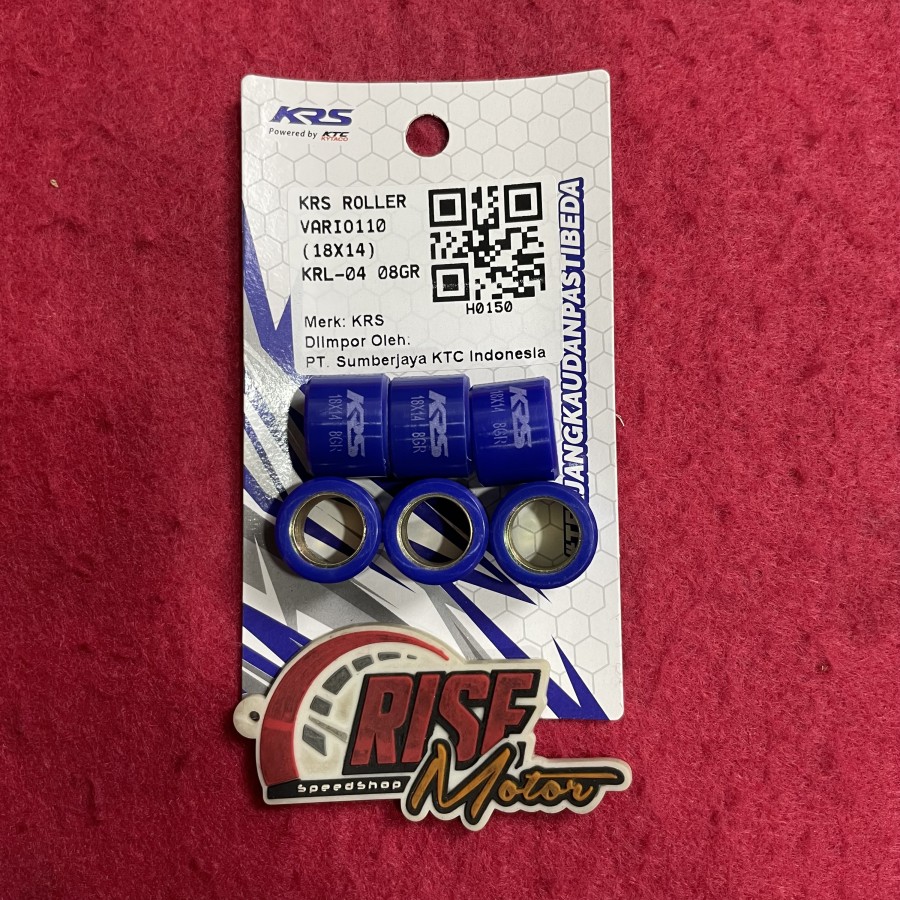 KRS
Powered by KTC
KYTACO
KRS ROLLER
VARIO110
(18X14)
KRL-04 08GR
H0150
Merk: KRS
DIImpor Oleh:
PT. Sumberjaya KTC Indonesia
JANGKAUDANPASTIBEDA
KRS
18X14 8GR
KRS
18X14 8GR
KRS
18X14 8GR
RISE
SpeedShop
Motor